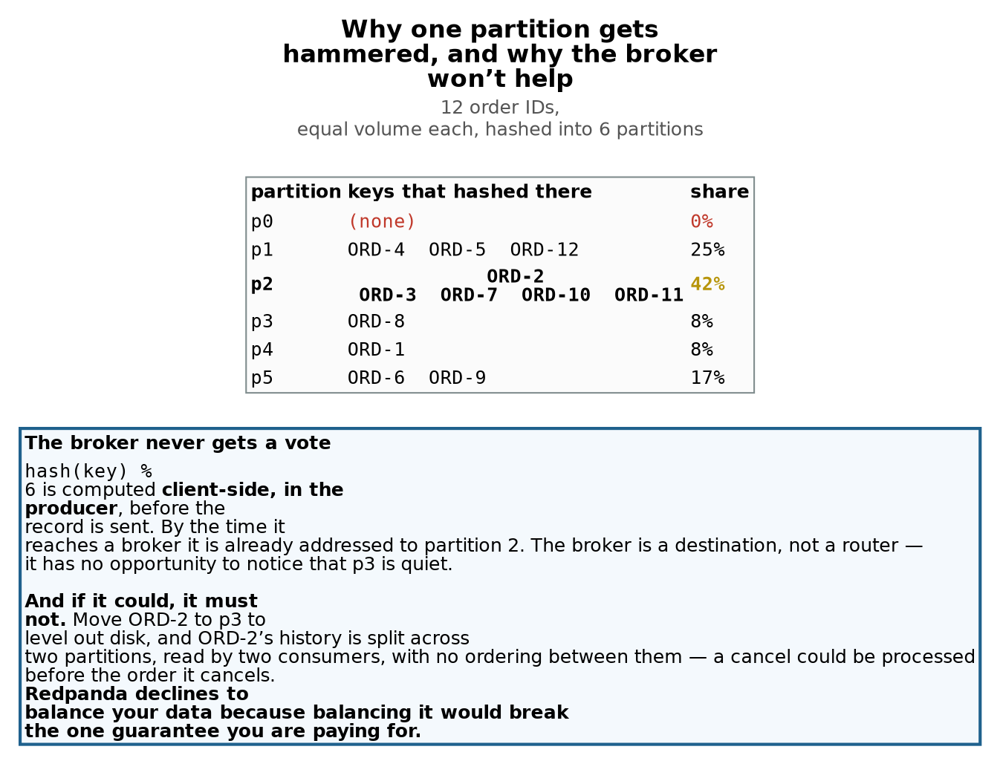 Why one partition gets
hammered, and why the broker
won’t help
12 order IDs,
equal volume each, hashed into 6 partitions
partition keys that hashed there share
p0 (none) 0%
p1 ORD-4 ORD-5 ORD-12 25%
ORD-2
p2 ORD-3 ORD-7 ORD-10 ORD-11 42%
p3 ORD-8 8%
p4 ORD-1 8%
p5 ORD-6 ORD-9 17%
The broker never gets a vote
hash(key) %
6 is computed client-side, in the
producer, before the
record is sent. By the time it
reaches a broker it is already addressed to partition 2. The broker is a destination, not a router —
it has no opportunity to notice that p3 is quiet.
And if it could, it must
not. Move ORD-2 to p3 to
level out disk, and ORD-2’s history is split across
two partitions, read by two consumers, with no ordering between them — a cancel could be processed
before the order it cancels.
Redpanda declines to
balance your data because balancing it would break
the one guarantee you are paying for.